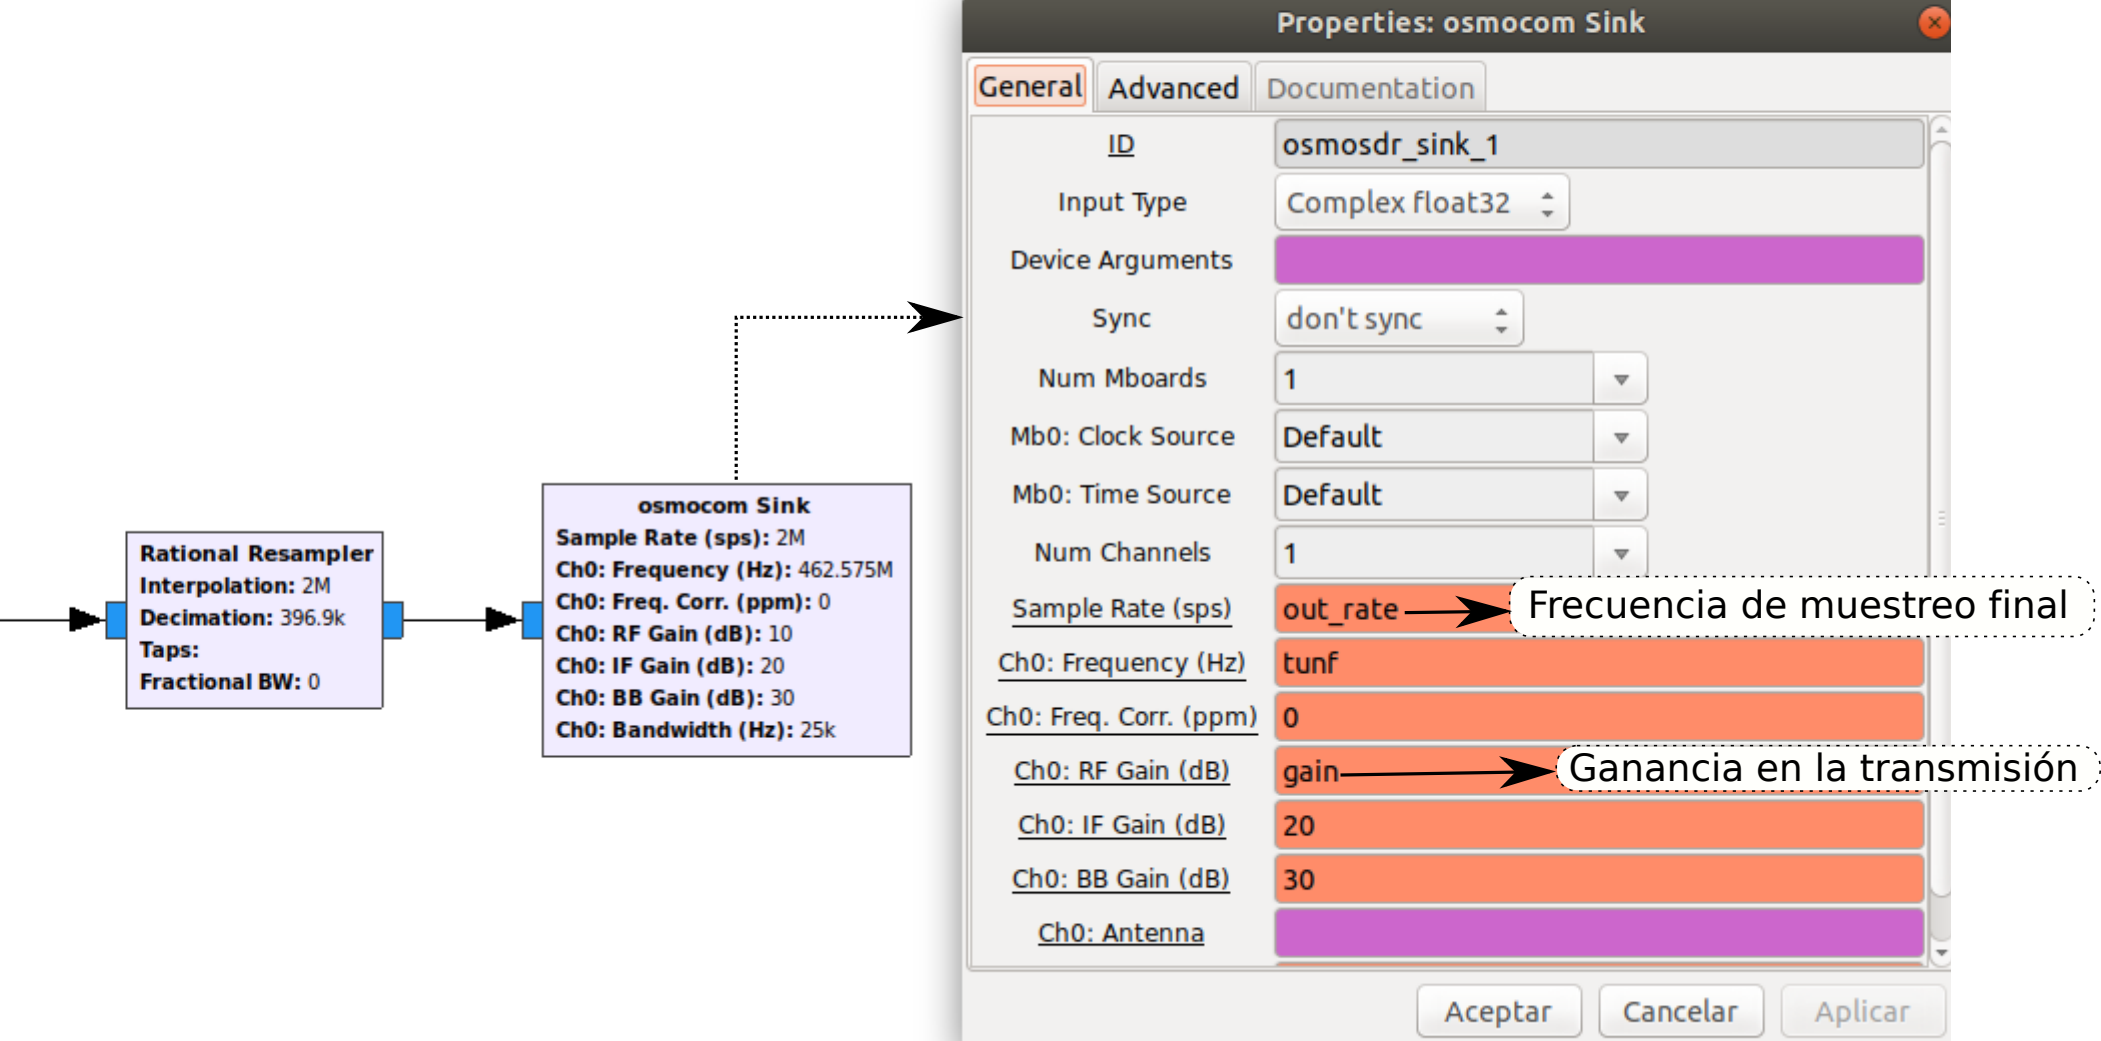 Rational Resampler
Interpolation: 2M
Decimation: 396.9k
Taps:
Fractional BW: 0
osmocom Sink
Sample Rate (sps): 2M
Ch0: Frequency (Hz): 462.575M
Ch0: Freq. Corr. (ppm): 0
Ch0: RF Gain (dB): 10
Ch0: IF Gain (dB): 20
Ch0: BB Gain (dB): 30
Ch0: Bandwidth (Hz): 25k
Properties: osmocom Sink
General Advanced Documentation
ID osmosdr_sink_1
Input Type Complex float32
Device Arguments
Sync don't sync
Num Mboards 1
Mb0: Clock Source Default
Mb0: Time Source Default
Num Channels 1
Sample Rate (sps) out_rate Frecuencia de muestreo final
Ch0: Frequency (Hz) tunf
Ch0: Freq. Corr. (ppm) 0
Ch0: RF Gain (dB) gain Ganancia en la transmisión
Ch0: IF Gain (dB) 20
Ch0: BB Gain (dB) 30
Ch0: Antenna
Aceptar Cancelar Aplicar